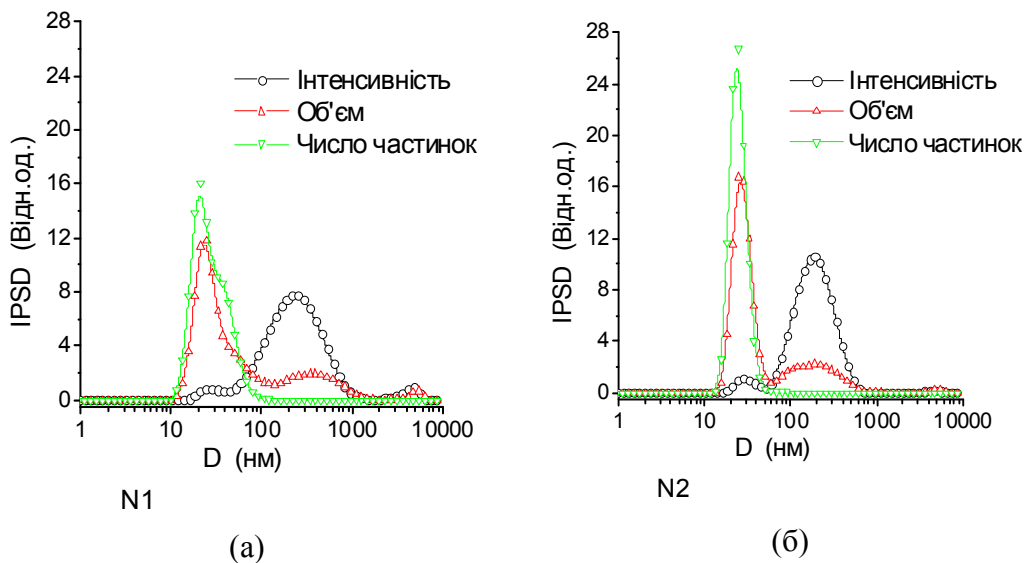 28
24
20
16
12
8
4
0
IPSD (Відн.од.)
Інтенсивність
Об'єм
Число частинок
1 10 100 1000 10000
D (нм)
N1
(а)
28
24
20
16
12
8
4
0
IPSD (Відн.од.)
Інтенсивність
Об'єм
Число частинок
1 10 100 1000 10000
D (нм)
N2
(б)